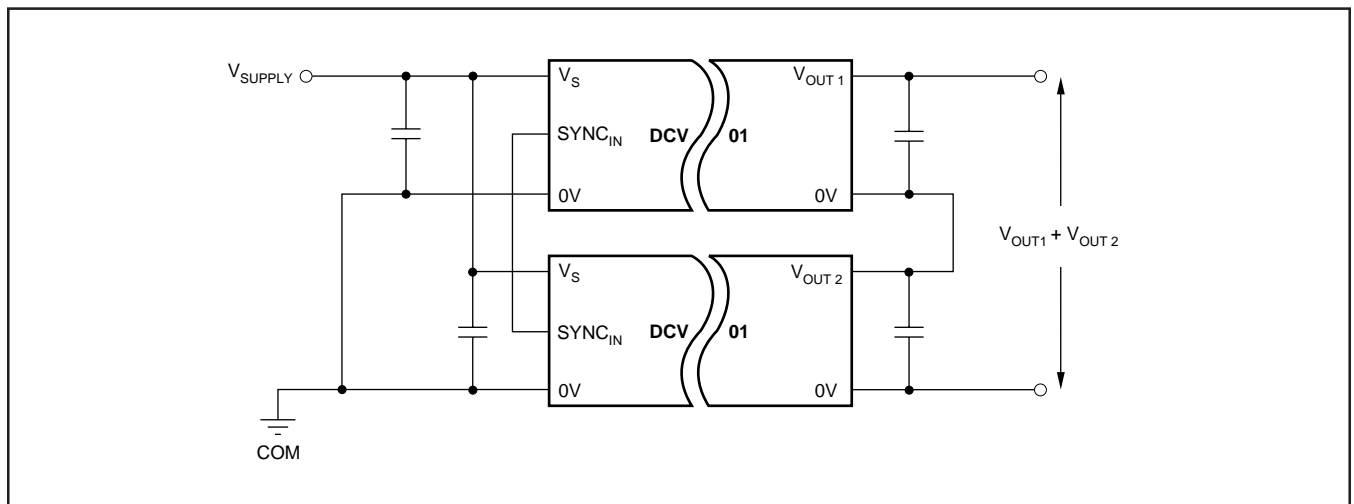 VSUPPLY
VS
VOUT 1
SYNCIN
DCV
01
0V
0V
VOUT1 + VOUT 2
VS
VOUT 2
SYNCIN
DCV
01
0V
0V
COM